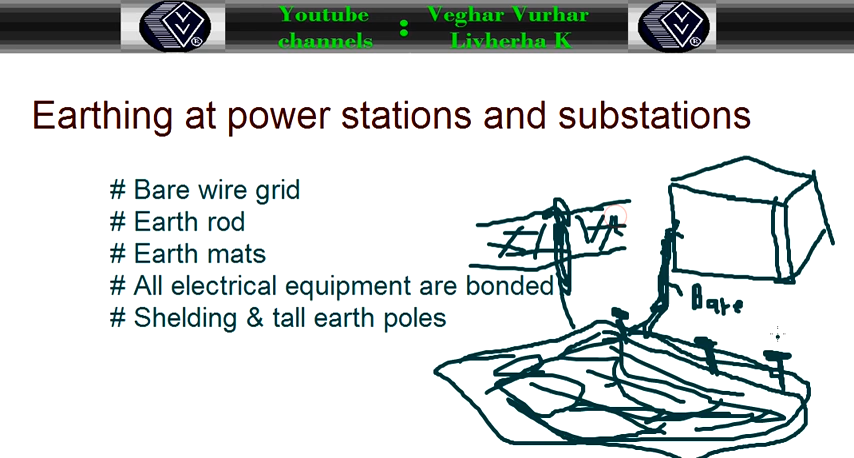 Youtube channels : Veghar Vurhar Livherha K
Earthing at power stations and substations
# Bare wire grid
# Earth rod
# Earth mats
# All electrical equipment are bonded
# Shelding & tall earth poles
Bare